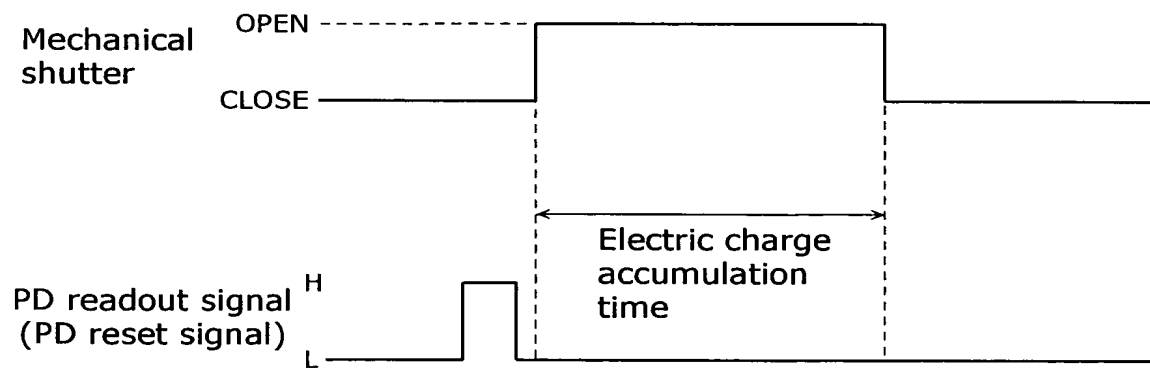 Mechanical
shutter
OPEN
CLOSE
Electric charge
accumulation
time
PD readout signal
(PD reset signal)
H
L